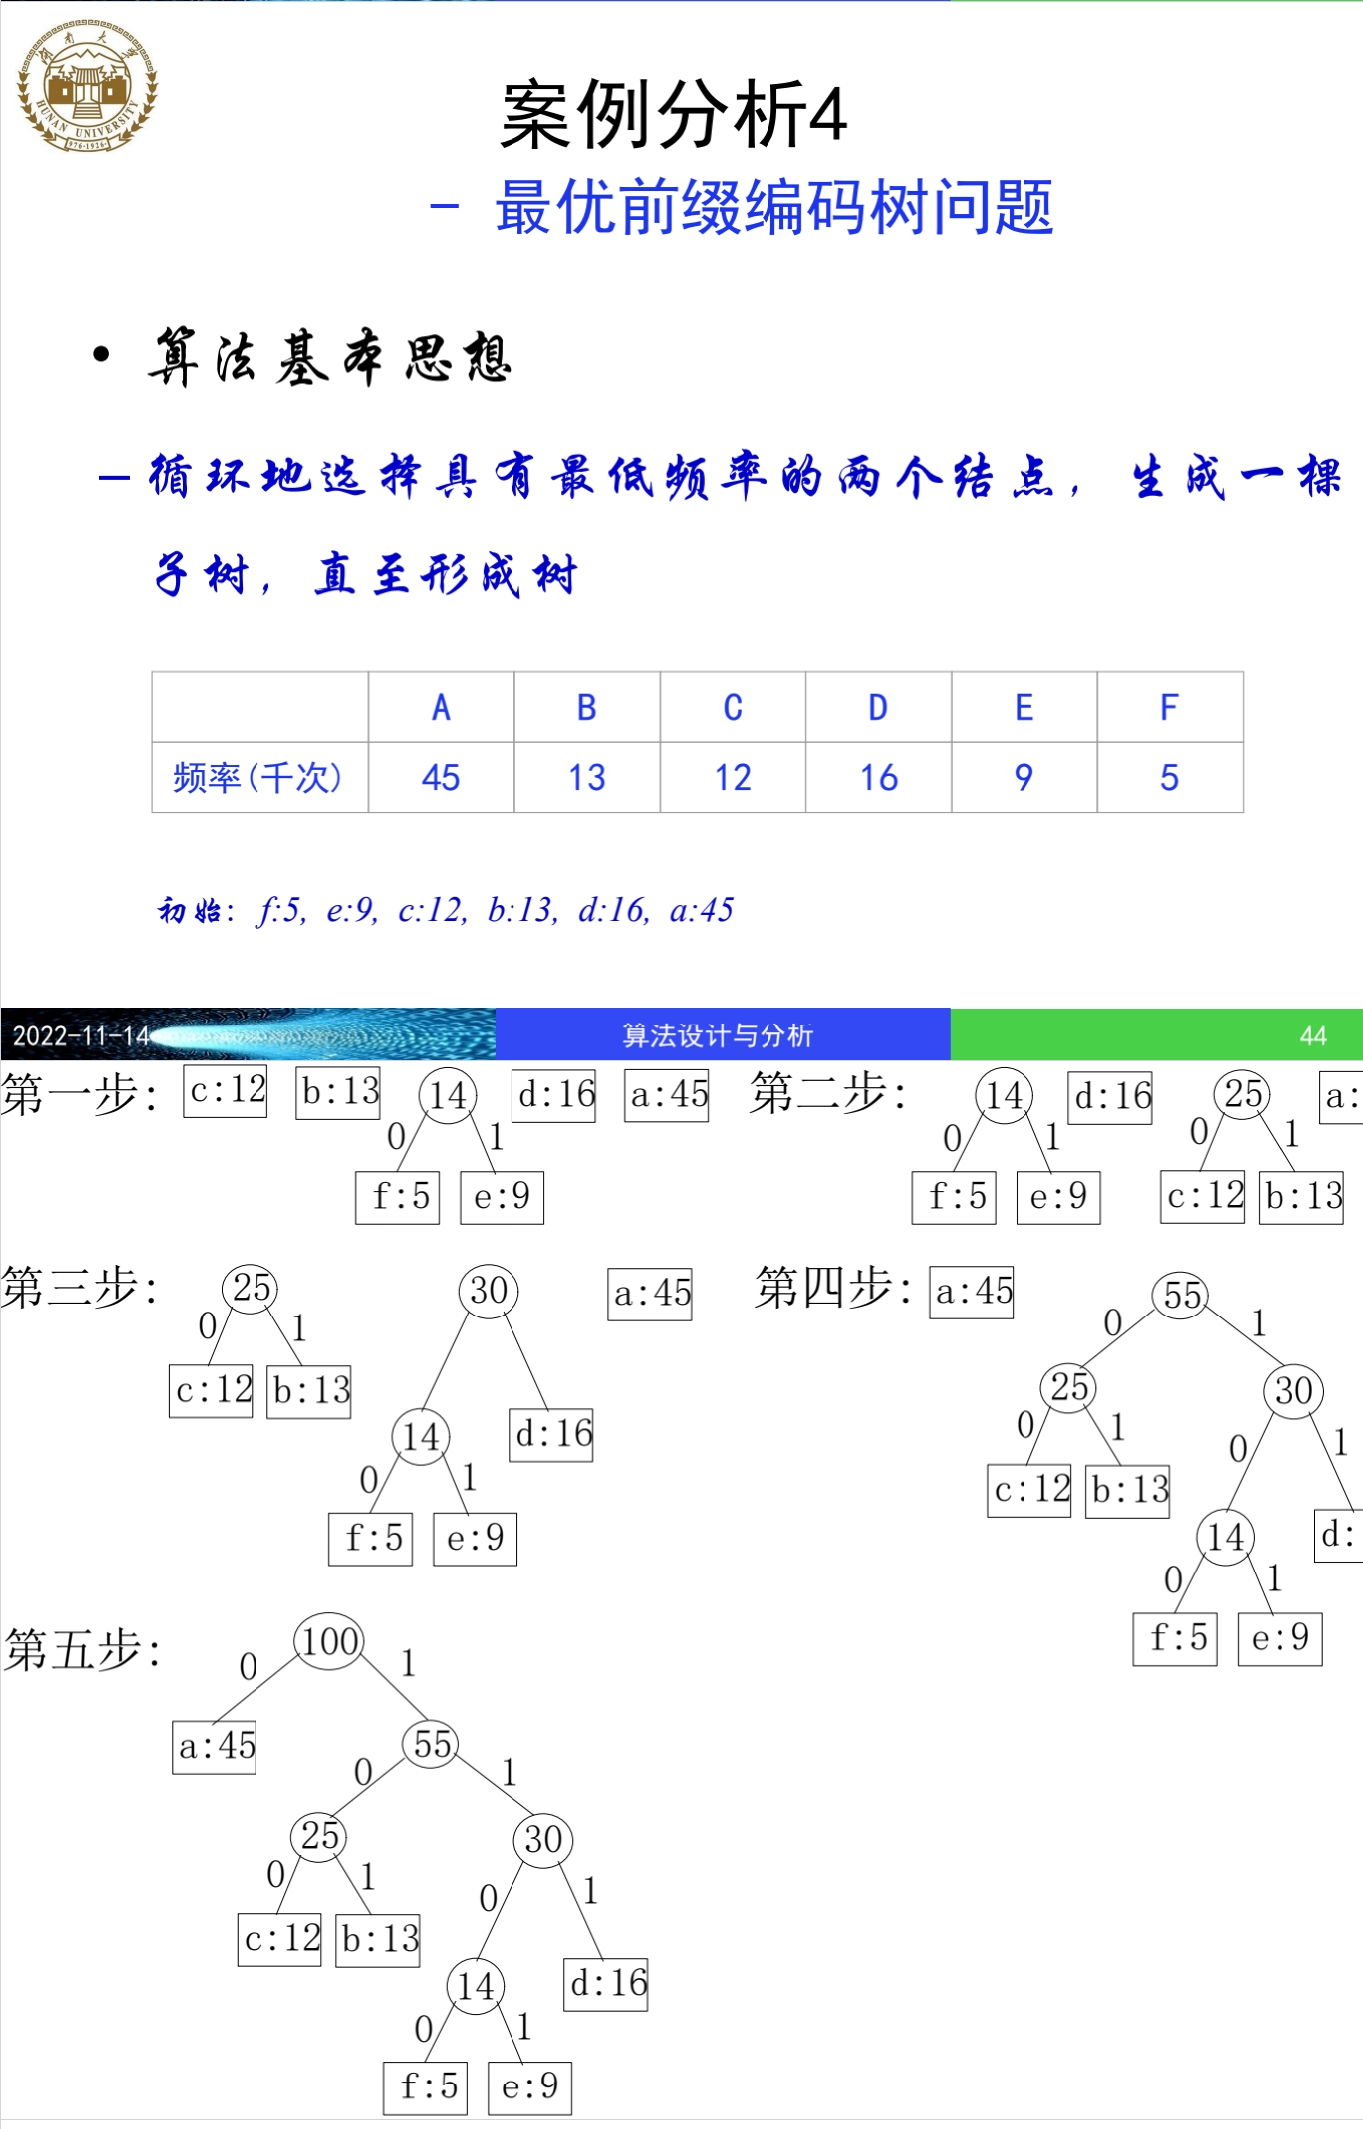 湖南大学
HUNAN UNIVERSITY
976-1926
案例分析4
- 最优前缀编码树问题
• 算法基本思想
– 循环地选择具有最低频率的两个结点，生成一棵
子树，直至形成树
A B C D E F
频率(千次) 45 13 12 16 9 5
初始: f:5, e:9, c:12, b:13, d:16, a:45
2022-11-14 算法设计与分析 44
第一步: c:12 b:13 14 d:16 a:45
0 1
f:5 e:9
第二步: 14 d:16 25 a:
0 1 0 1
f:5 e:9 c:12 b:13
第三步: 25 30 a:45
0 1
c:12 b:13
14 d:16
0 1
f:5 e:9
第四步: a:45 55
0 1
25 30
0 1 0 1
c:12 b:13
14 d:
0 1
f:5 e:9
第五步: 100
0 1
a:45 55
0 1
25 30
0 1 0 1
c:12 b:13
14 d:16
0 1
f:5 e:9